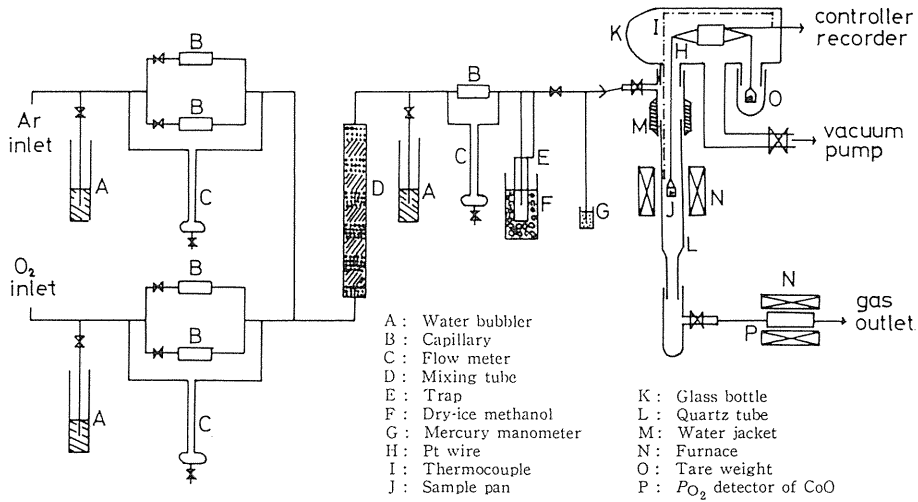 B
B
A
C
Ar
inlet
O₂
inlet
B
B
A
C
D
B
A
C
E
F
G
K
I
H
O
controller
recorder
M
vacuum
pump
J
N
L
N
P
gas
outlet
A : Water bubbler
B : Capillary
C : Flow meter
D : Mixing tube
E : Trap
F : Dry-ice methanol
G : Mercury manometer
H : Pt wire
I : Thermocouple
J : Sample pan
K : Glass bottle
L : Quartz tube
M : Water jacket
N : Furnace
O : Tare weight
P : PO₂ detector of CoO